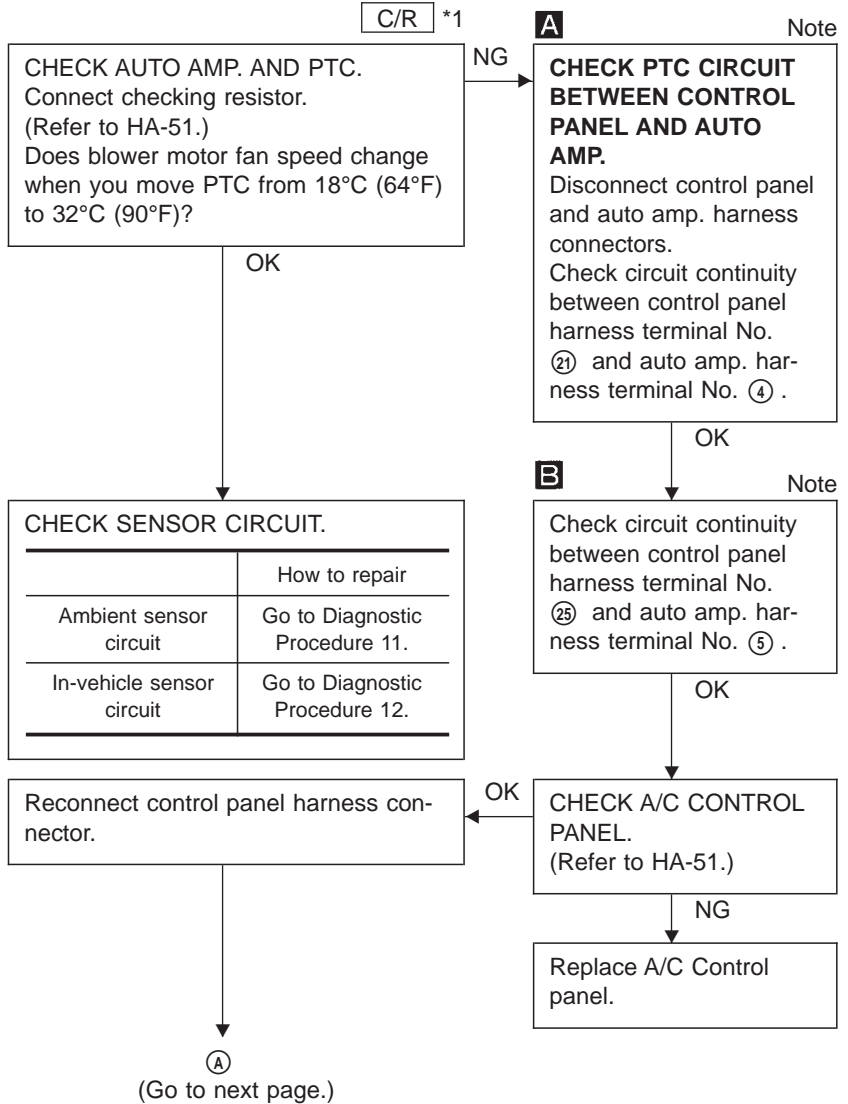 C/R *1
CHECK AUTO AMP. AND PTC.
Connect checking resistor.
(Refer to HA-51.)
Does blower motor fan speed change
when you move PTC from 18°C (64°F)
to 32°C (90°F)?
NG
OK
A Note
CHECK PTC CIRCUIT
BETWEEN CONTROL
PANEL AND AUTO
AMP.
Disconnect control panel
and auto amp. harness
connectors.
Check circuit continuity
between control panel
harness terminal No.
㉑ and auto amp. har-
ness terminal No. ④ .
OK
CHECK SENSOR CIRCUIT.
How to repair
Ambient sensor
circuit
Go to Diagnostic
Procedure 11.
In-vehicle sensor
circuit
Go to Diagnostic
Procedure 12.
B Note
Check circuit continuity
between control panel
harness terminal No.
㉕ and auto amp. har-
ness terminal No. ⑤ .
OK
CHECK A/C CONTROL
PANEL.
(Refer to HA-51.)
OK
Reconnect control panel harness con-
nector.
NG
Replace A/C Control
panel.
Ⓐ
(Go to next page.)